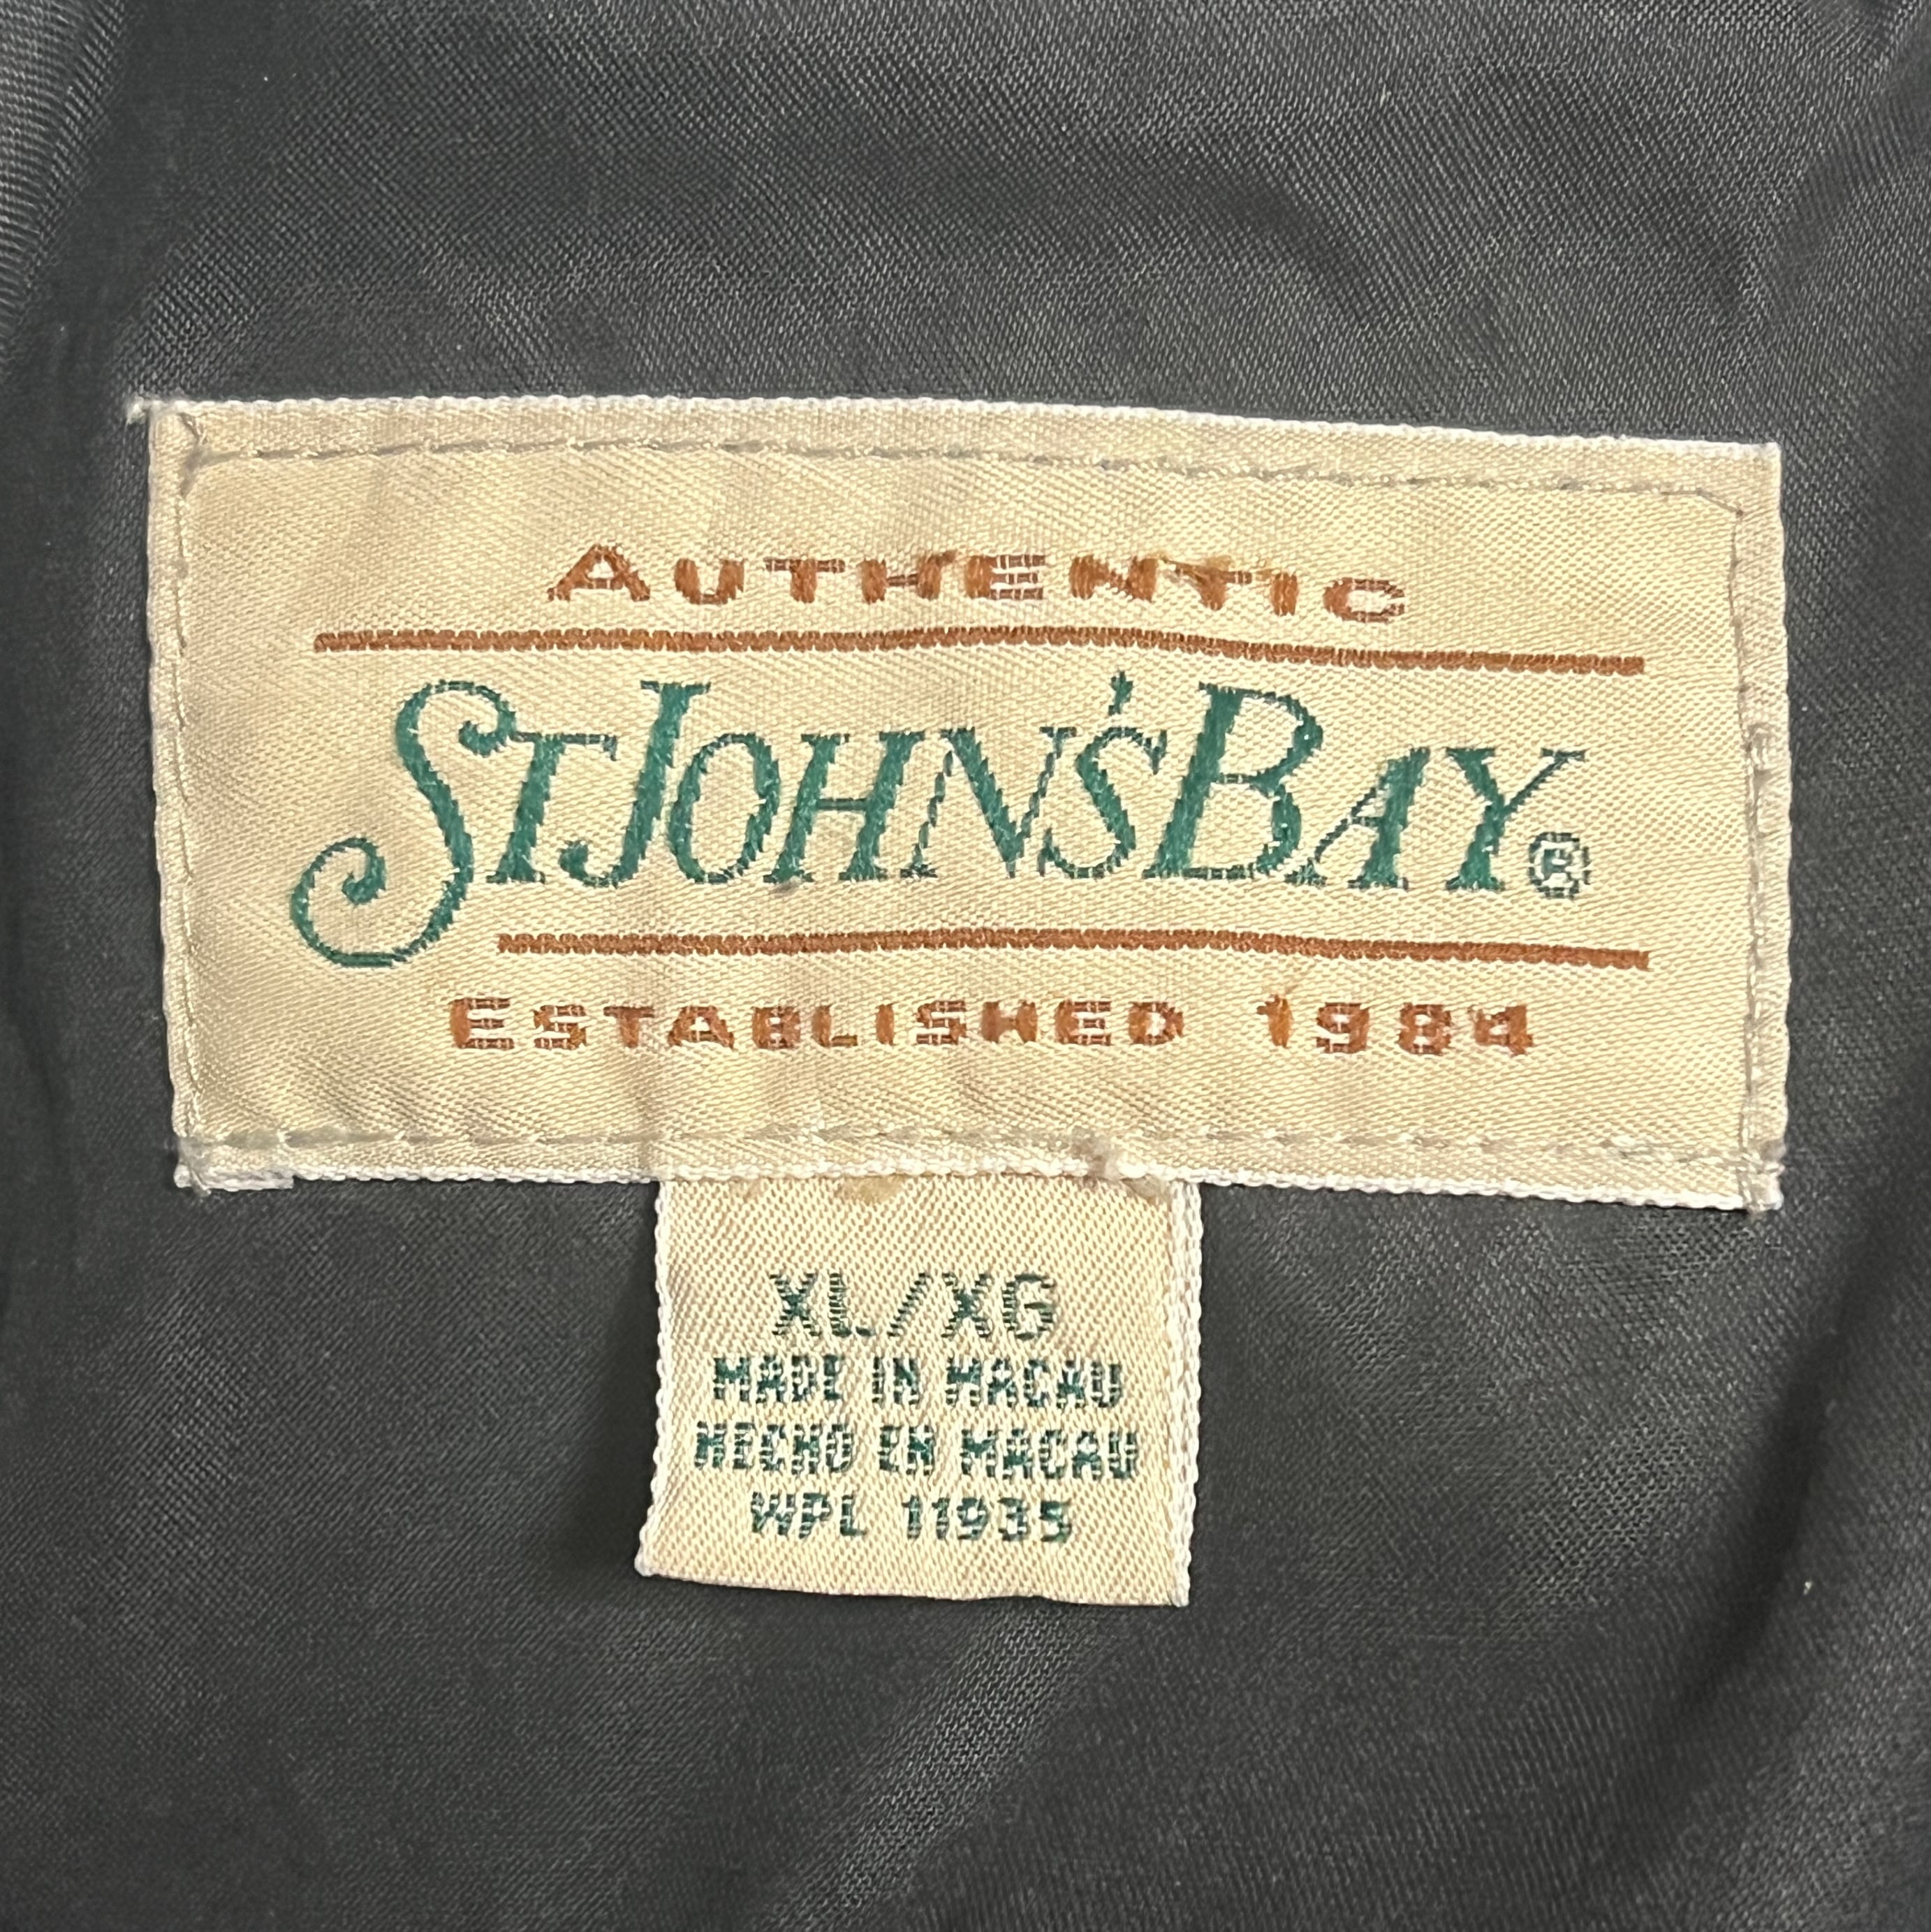 AUTHENTIC
ST JOHN'S BAY®
ESTABLISHED 1984
XL/XG
MADE IN MACAU
HECHO EN MACAU
WPL 11935